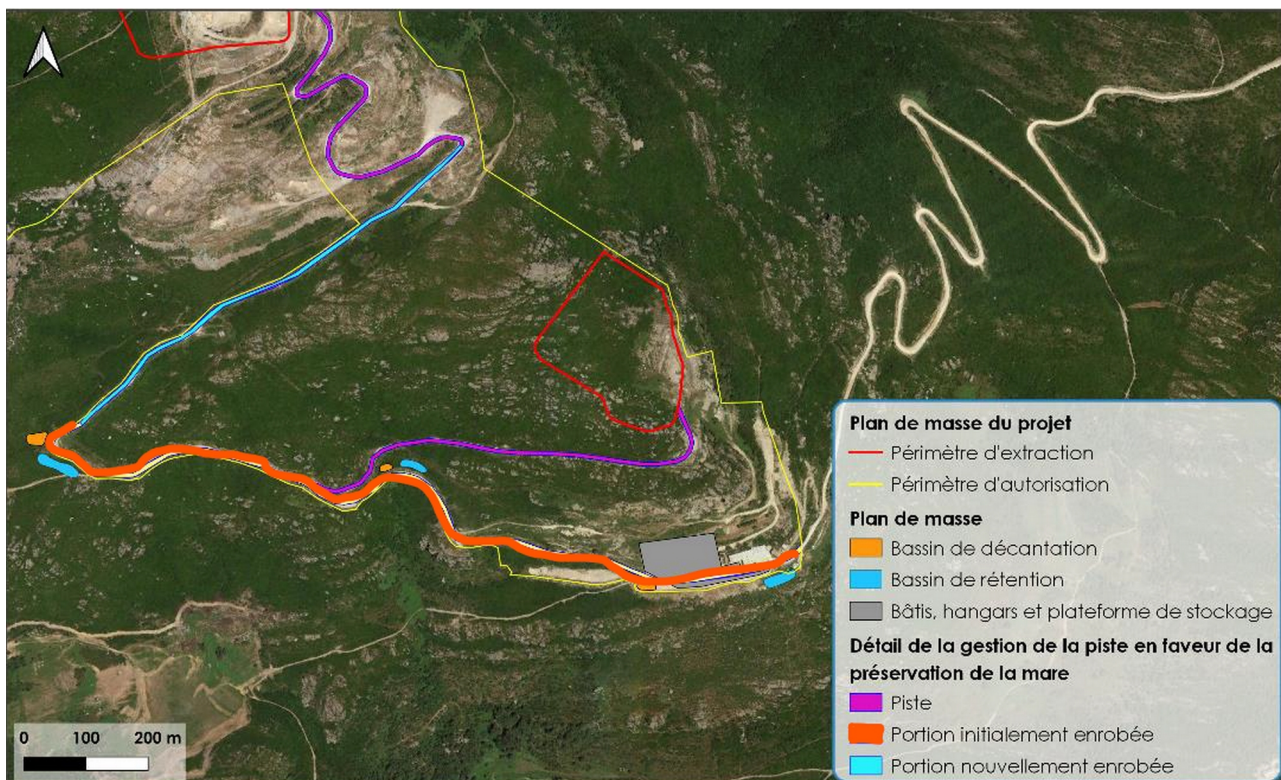 Plan de masse du projet
Périmètre d'extraction
Périmètre d'autorisation
Plan de masse
Bassin de décantation
Bassin de rétention
Bâtis, hangars et plateforme de stockage
Détail de la gestion de la piste en faveur de la
préservation de la mare
Piste
Portion initialement enrobée
Portion nouvellement enrobée
0 100 200 m